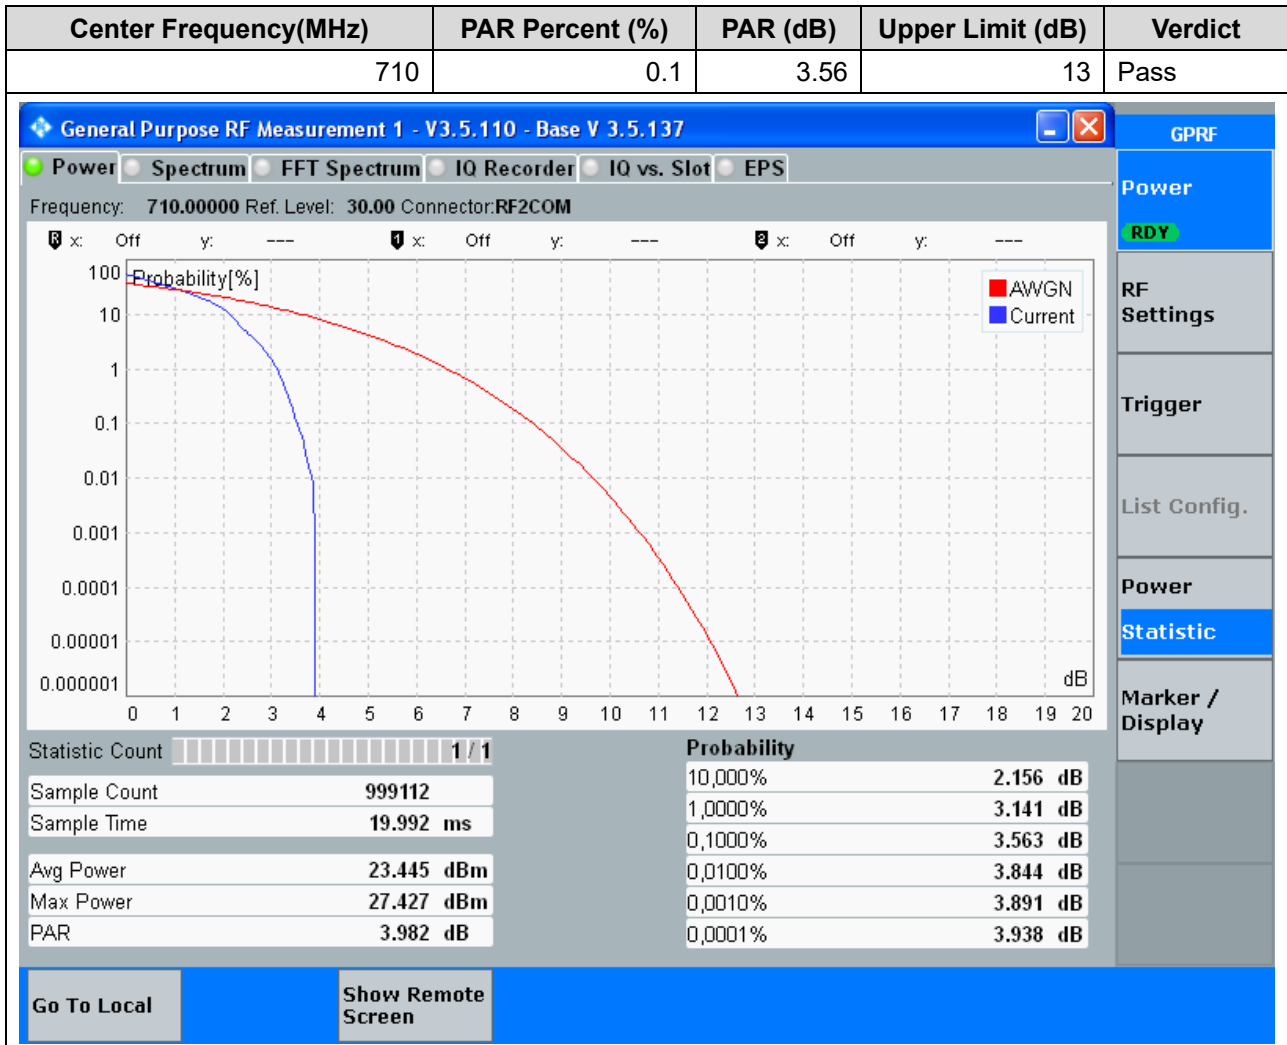 Center Frequency(MHz) PAR Percent (%) PAR (dB) Upper Limit (dB) Verdict
710 0.1 3.56 13 Pass
General Purpose RF Measurement 1 - V3.5.110 - Base V 3.5.137
GPRF
Power Spectrum FFT Spectrum IQ Recorder IQ vs. Slot EPS
Power
RDY
Frequency: 710.00000 Ref. Level: 30.00 Connector:RF2COM
R x: Off y: --- 1 x: Off y: --- 2 x: Off y: ---
Probability[%]
AWGN
Current
100
10
1
0.1
0.01
0.001
0.0001
0.00001
0.000001
dB
0 1 2 3 4 5 6 7 8 9 10 11 12 13 14 15 16 17 18 19 20
RF
Settings
Trigger
List Config.
Power
Statistic
Marker /
Display
Statistic Count 1 / 1
Sample Count 999112
Sample Time 19.992 ms
Avg Power 23.445 dBm
Max Power 27.427 dBm
PAR 3.982 dB
Probability
10,000% 2.156 dB
1,0000% 3.141 dB
0,1000% 3.563 dB
0,0100% 3.844 dB
0,0010% 3.891 dB
0,0001% 3.938 dB
Go To Local
Show Remote
Screen